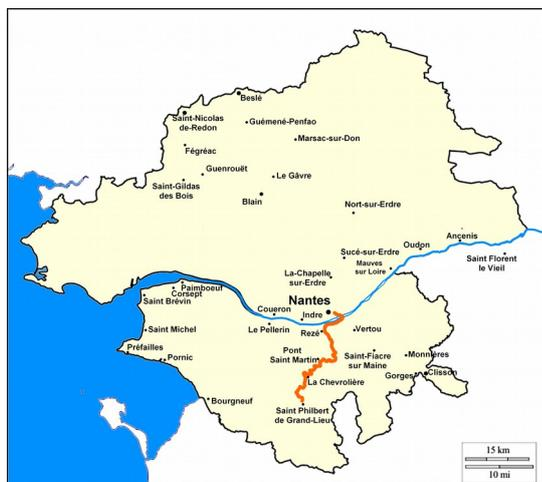 Beslé
Saint-Nicolas
de-Redon
Guémené-Penfao
Marsac-sur-Don
Fégréac
Guenrouët
Saint-Gildas
des Bois
Le Gâvre
Blain
Nort-sur-Erdre
Ancenis
Oudon
Sucé-sur-Erdre
Mauves
sur Loire
Saint Florent
le Vieil
La-Chapelle
sur-Erdre
Paimboeuf
Corsept
Saint Brévin
Nantes
Coueron
Indre
Le Pellerin
Rezé
Vertou
Saint Michel
Préfailles
Pornic
Pont
Saint Martin
Saint-Fiacre
sur Maine
Monnières
Gorges
Clisson
La Chevrolière
Bourgneuf
Saint Philbert
de Grand-Lieu
15 km
10 mi